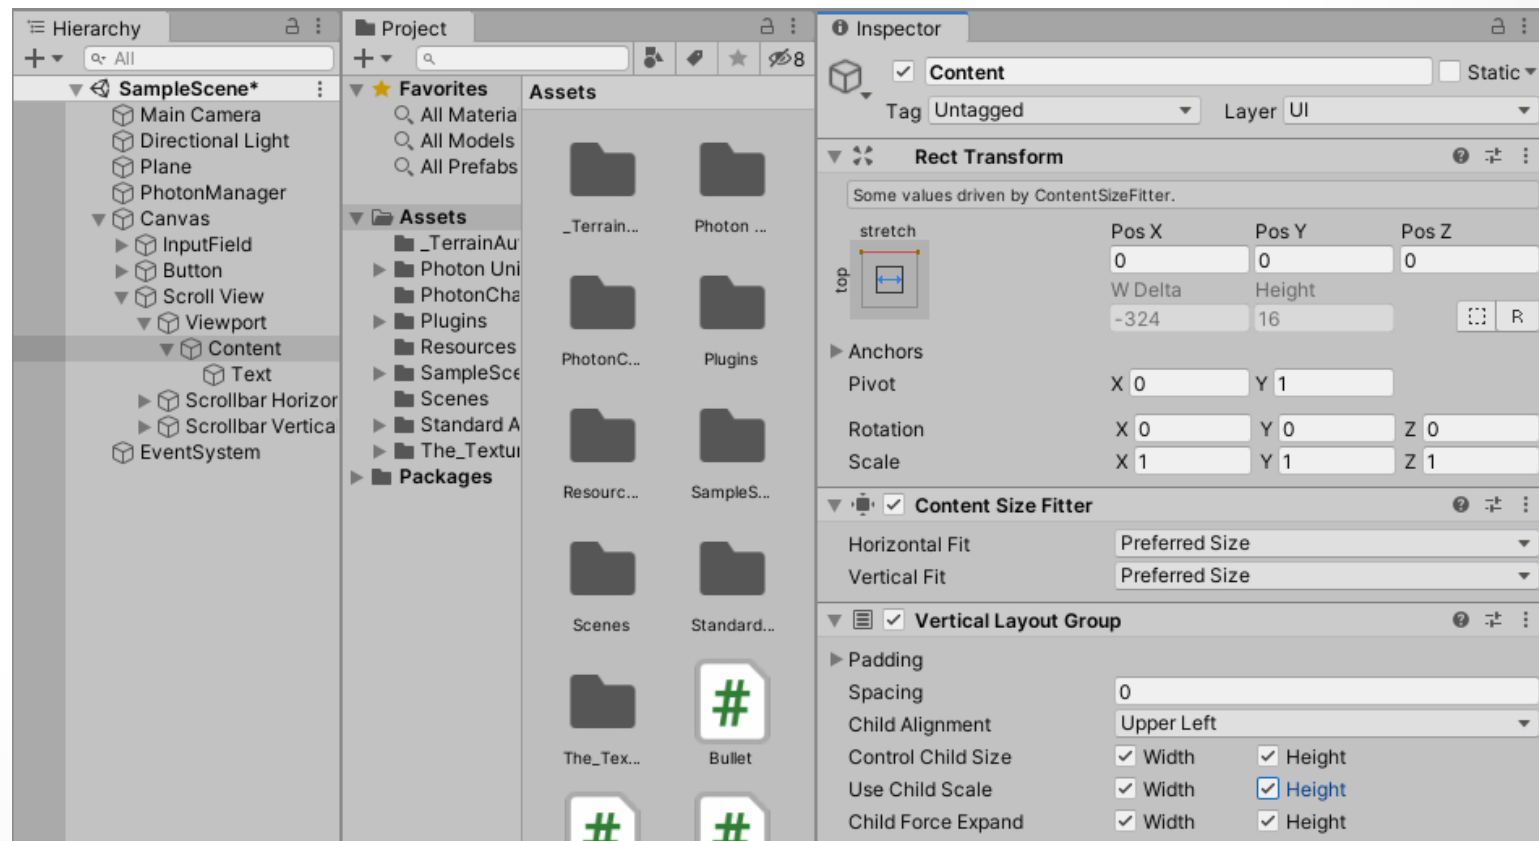 Hierarchy
All
SampleScene*
Main Camera
Directional Light
Plane
PhotonManager
Canvas
InputField
Button
Scroll View
Viewport
Content
Text
Scrollbar Horizor
Scrollbar Vertica
EventSystem
Project
8
Favorites
All Materia
All Models
All Prefabs
Assets
_TerrainAu
Photon Uni
PhotonCha
Plugins
Resources
SampleSce
Scenes
Standard A
The_Textur
Packages
Assets
_Terrain...
Photon ...
PhotonC...
Plugins
Resourc...
SampleS...
Scenes
Standard...
The_Tex...
#
Bullet
#
#
Inspector
Content
Static
Tag Untagged
Layer UI
Rect Transform
Some values driven by ContentSizeFitter.
stretch
top
Pos X Pos Y Pos Z
0 0 0
W Delta Height
-324 16
R
Anchors
Pivot X 0 Y 1
Rotation X 0 Y 0 Z 0
Scale X 1 Y 1 Z 1
Content Size Fitter
Horizontal Fit Preferred Size
Vertical Fit Preferred Size
Vertical Layout Group
Padding
Spacing 0
Child Alignment Upper Left
Control Child Size Width Height
Use Child Scale Width Height
Child Force Expand Width Height